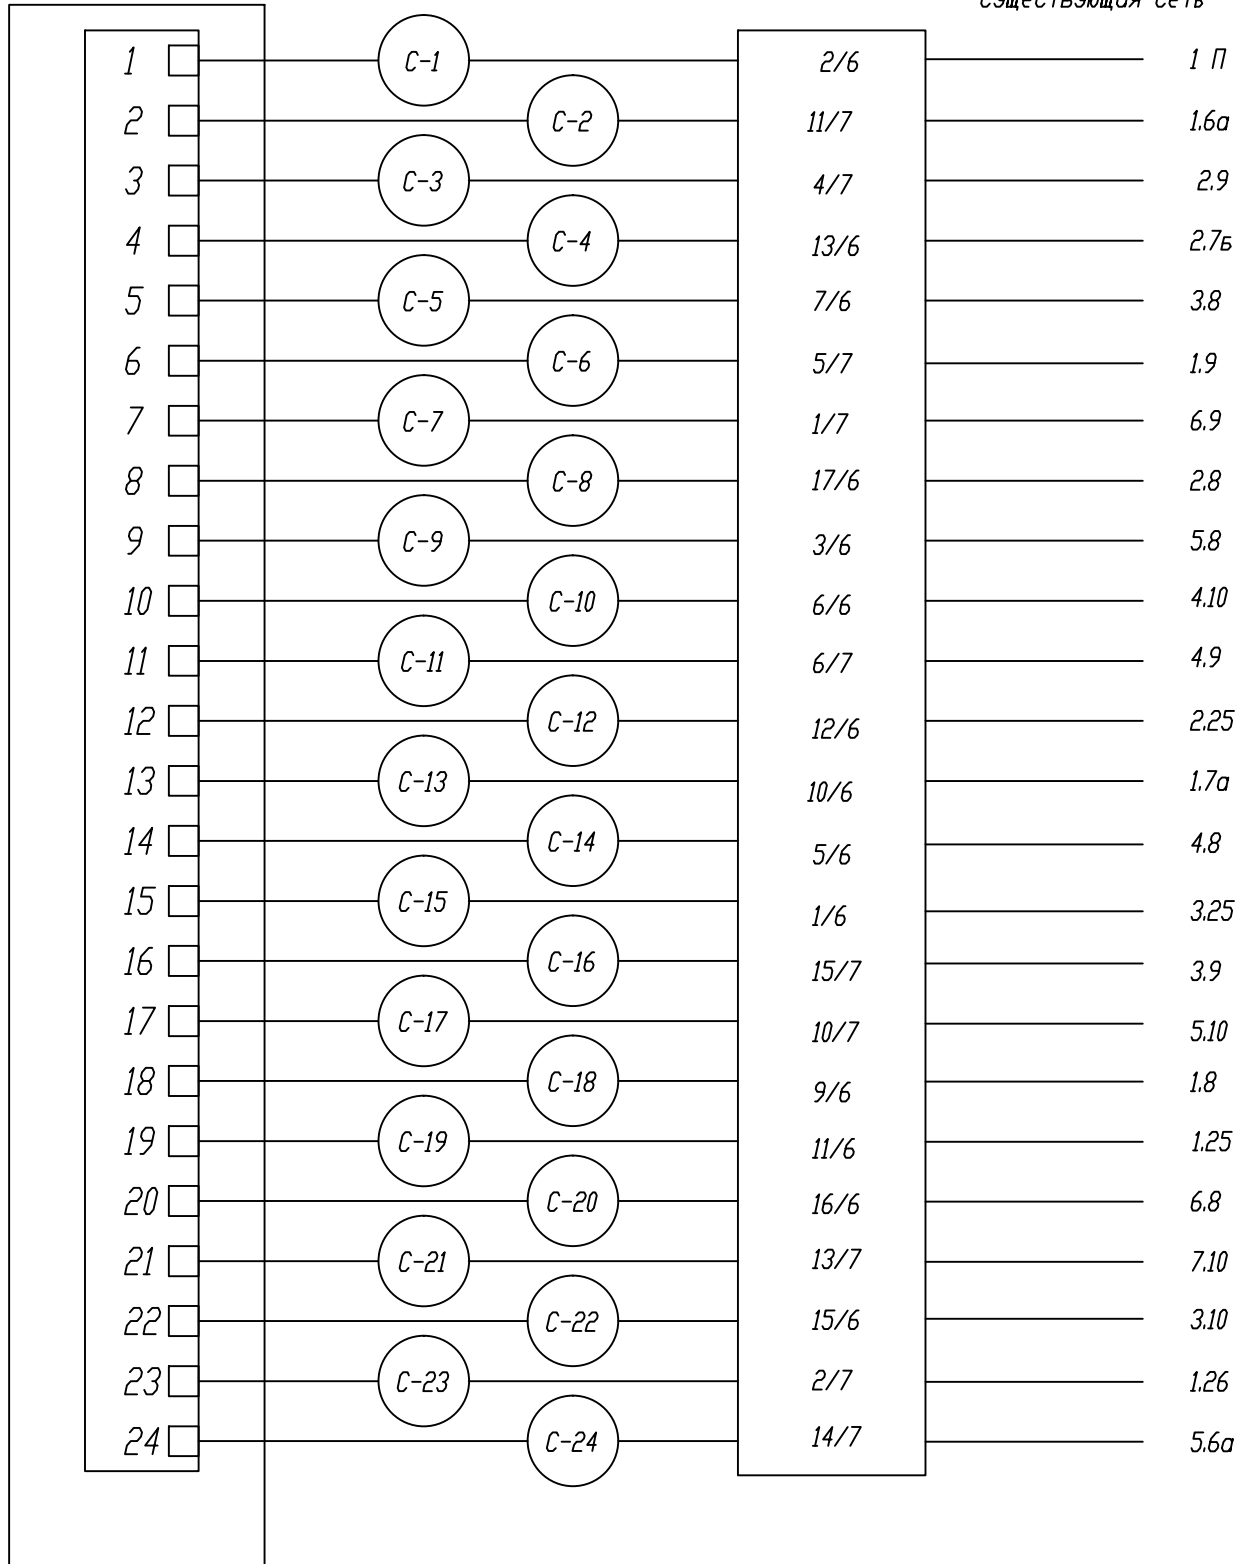 существующая сеть
1 С-1 2/6 1 П
2 С-2 11/7 1.6а
3 С-3 4/7 2.9
4 С-4 13/6 2.7Б
5 С-5 7/6 3.8
6 С-6 5/7 1.9
7 С-7 1/7 6.9
8 С-8 17/6 2.8
9 С-9 3/6 5.8
10 С-10 6/6 4.10
11 С-11 6/7 4.9
12 С-12 12/6 2.25
13 С-13 10/6 1.7а
14 С-14 5/6 4.8
15 С-15 1/6 3.25
16 С-16 15/7 3.9
17 С-17 10/7 5.10
18 С-18 9/6 1.8
19 С-19 11/6 1.25
20 С-20 16/6 6.8
21 С-21 13/7 7.10
22 С-22 15/6 3.10
23 С-23 2/7 1.26
24 С-24 14/7 5.6а